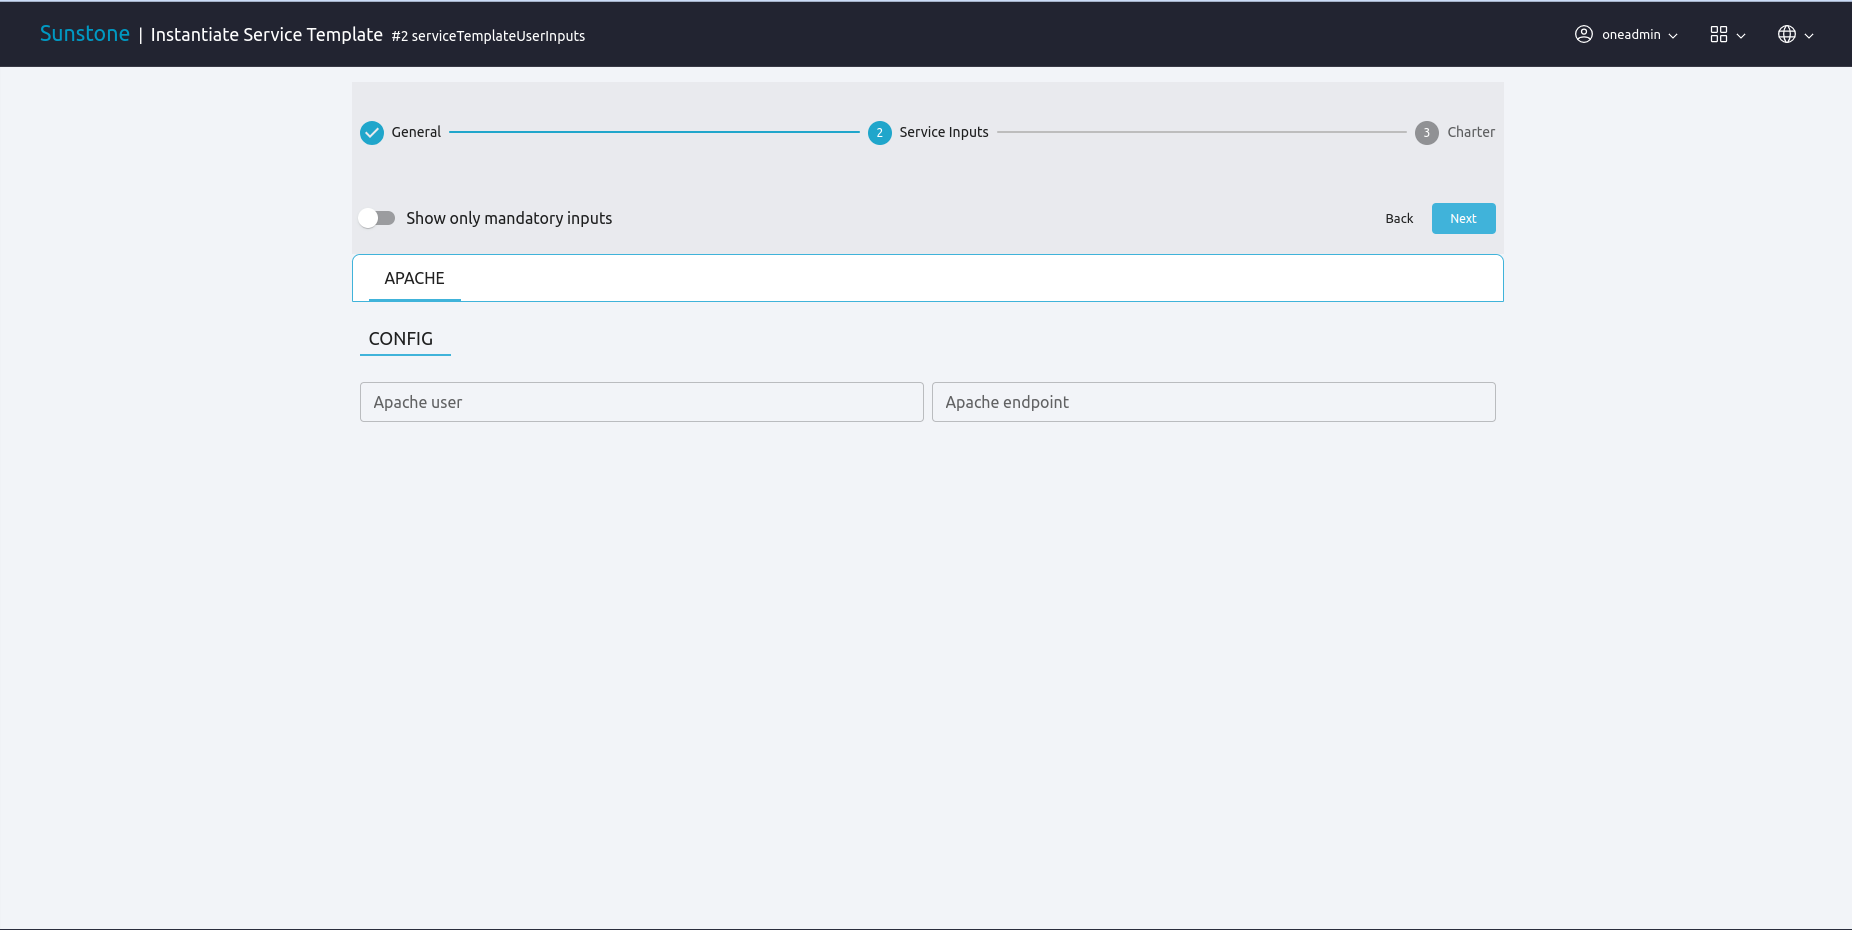 Sunstone | Instantiate Service Template #2 serviceTemplateUserInputs oneadmin
General 2 Service Inputs 3 Charter
Show only mandatory inputs Back Next
APACHE
CONFIG
Apache user Apache endpoint